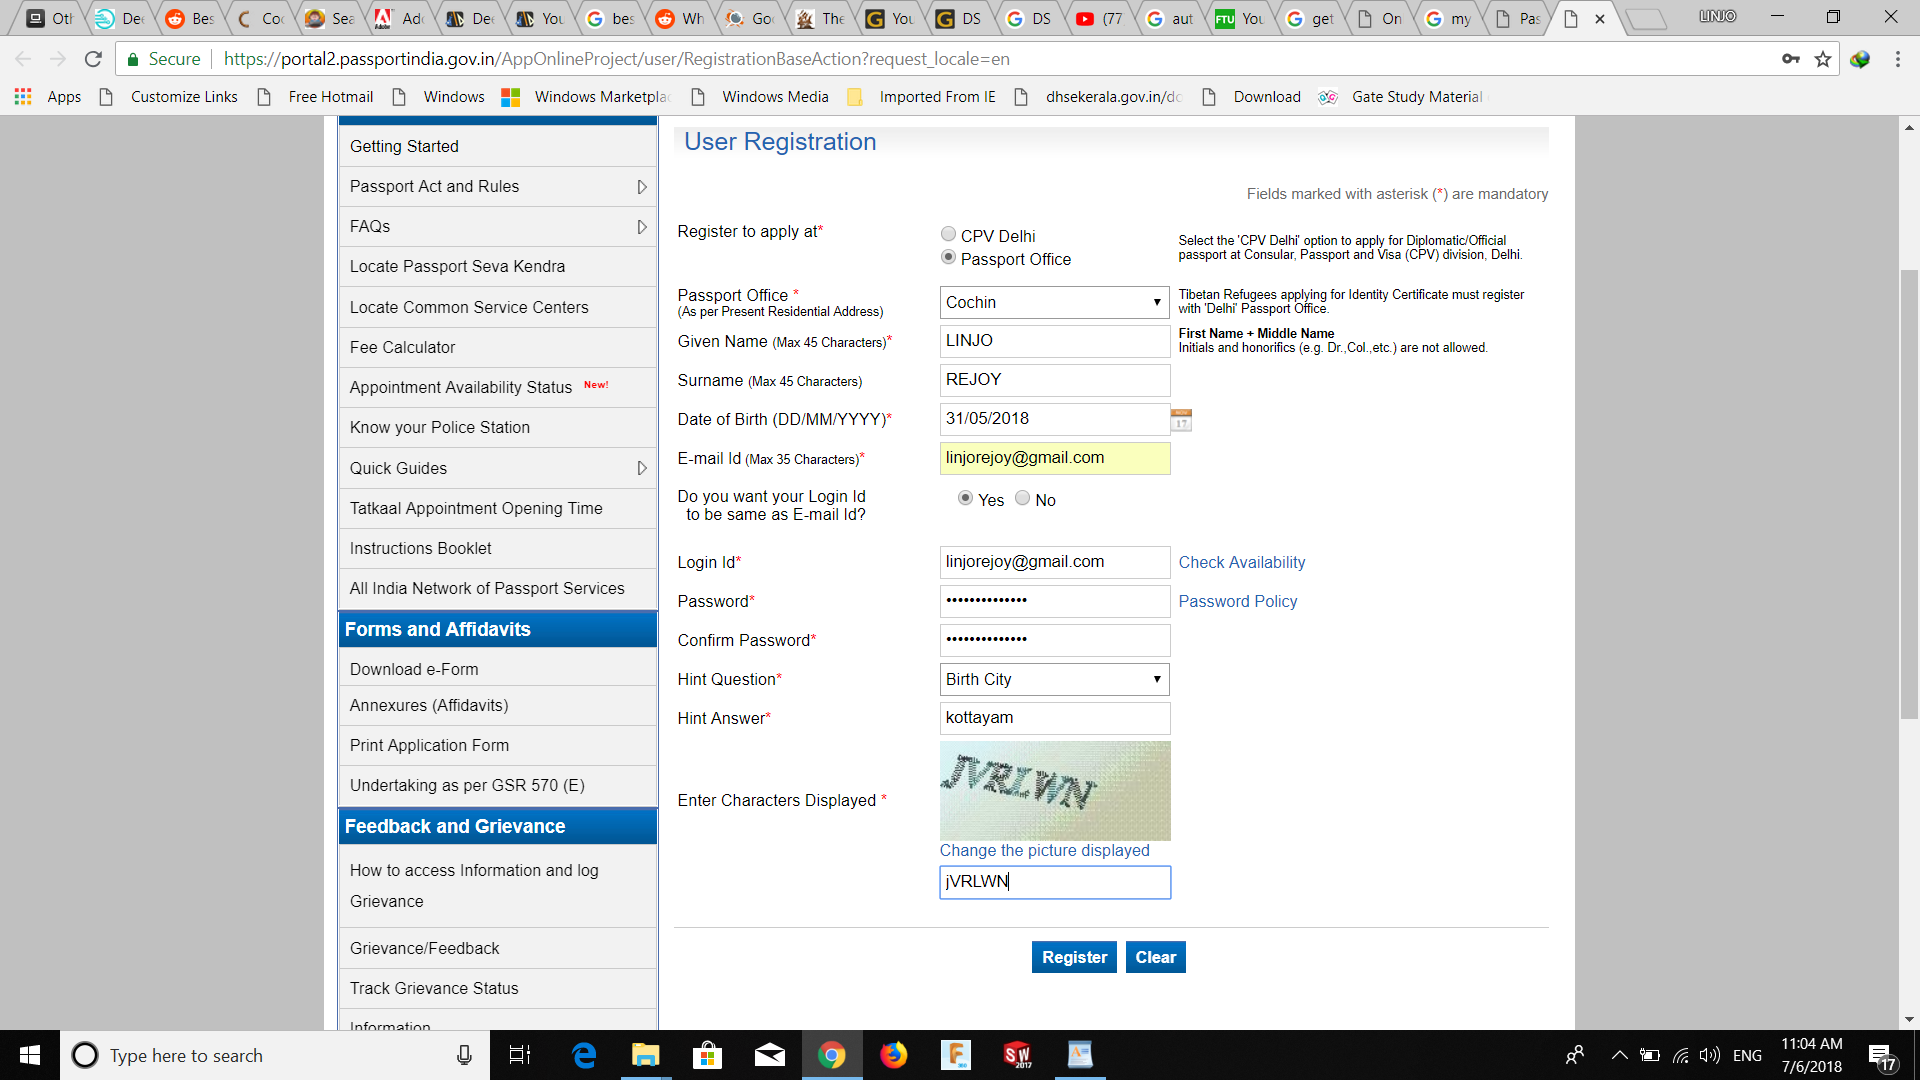 Oth
Dee
Bes
Coc
Sea
Ado
Dee
You
bes
Wh
Goo
The
You
DS
DS
(77
aut
FTU You
get
On
my
Pas
LINJO
Secure
https://portal2.passportindia.gov.in/AppOnlineProject/user/RegistrationBaseAction?request_locale=en
Apps
Customize Links
Free Hotmail
Windows
Windows Marketpla
Windows Media
Imported From IE
dhsekerala.gov.in/do
Download
Gate Study Material
Getting Started
Passport Act and Rules
FAQs
Locate Passport Seva Kendra
Locate Common Service Centers
Fee Calculator
Appointment Availability Status New!
Know your Police Station
Quick Guides
Tatkaal Appointment Opening Time
Instructions Booklet
All India Network of Passport Services
Forms and Affidavits
Download e-Form
Annexures (Affidavits)
Print Application Form
Undertaking as per GSR 570 (E)
Feedback and Grievance
How to access Information and log
Grievance
Grievance/Feedback
Track Grievance Status
Information
User Registration
Fields marked with asterisk (*) are mandatory
Register to apply at*
CPV Delhi
Passport Office
Select the 'CPV Delhi' option to apply for Diplomatic/Official
passport at Consular, Passport and Visa (CPV) division, Delhi.
Passport Office *
(As per Present Residential Address)
Cochin
Tibetan Refugees applying for Identity Certificate must register
with 'Delhi' Passport Office.
Given Name (Max 45 Characters)*
LINJO
First Name + Middle Name
Initials and honorifics (e.g. Dr.,Col.,etc.) are not allowed.
Surname (Max 45 Characters)
REJOY
Date of Birth (DD/MM/YYYY)*
31/05/2018
17
E-mail Id (Max 35 Characters)*
linjorejoy@gmail.com
Do you want your Login Id
to be same as E-mail Id?
Yes No
Login Id*
linjorejoy@gmail.com
Check Availability
Password*
••••••••••••••
Password Policy
Confirm Password*
••••••••••••••
Hint Question*
Birth City
Hint Answer*
kottayam
Enter Characters Displayed *
JVRLWN
Change the picture displayed
jVRLWN
Register
Clear
Type here to search
SW
2017
ENG
11:04 AM
7/6/2018
17